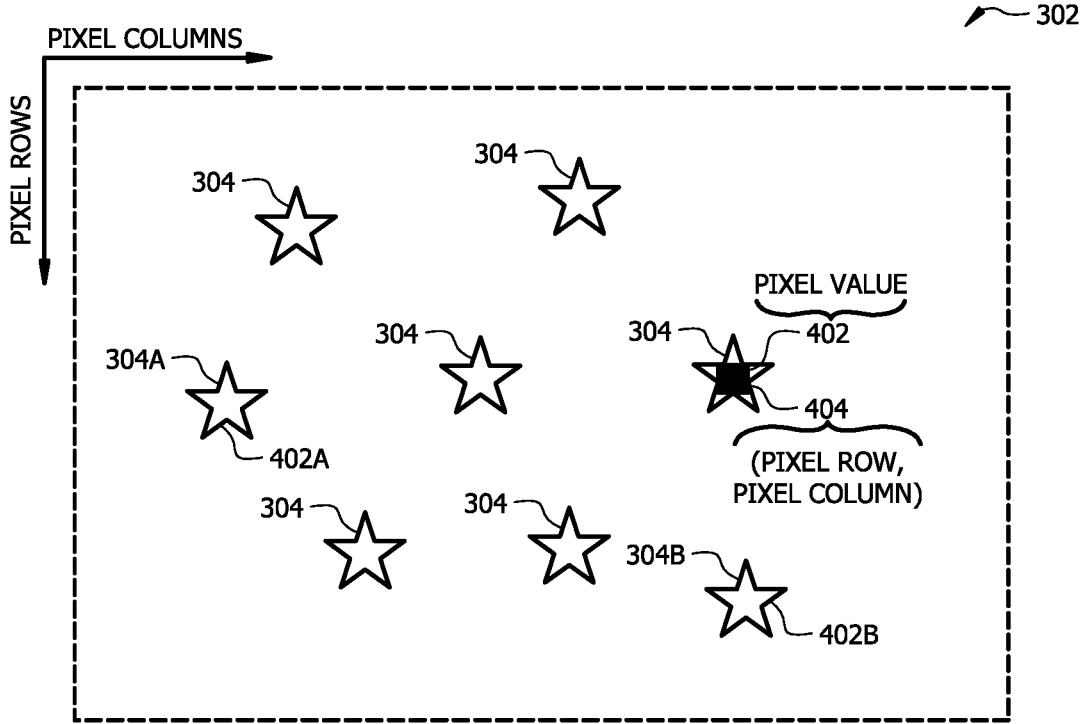 302
PIXEL COLUMNS
PIXEL ROWS
304
304
PIXEL VALUE
304
304
402
304A
404
402A
(PIXEL ROW,
PIXEL COLUMN)
304
304
304B
402B